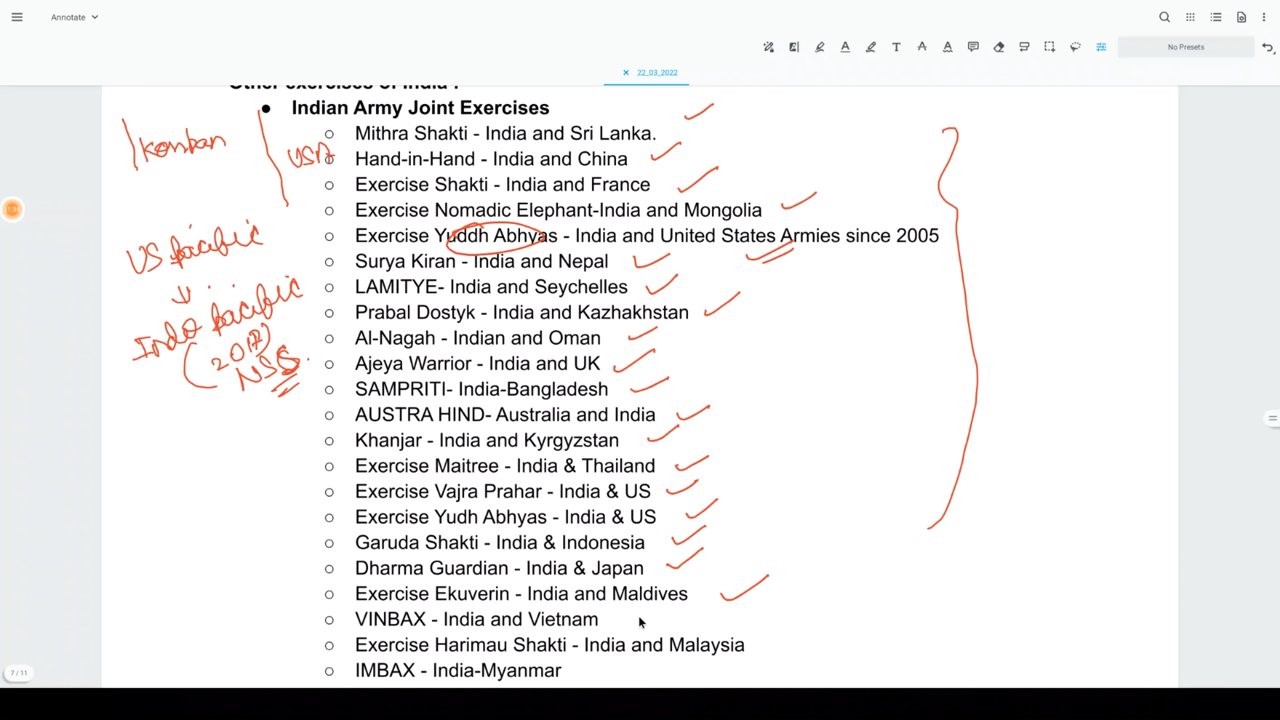 Annotate
No Presets
22_03_2022
Other exercises of India :
● Indian Army Joint Exercises
○ Mithra Shakti - India and Sri Lanka.
○ Hand-in-Hand - India and China
○ Exercise Shakti - India and France
○ Exercise Nomadic Elephant-India and Mongolia
○ Exercise Yuddh Abhyas - India and United States Armies since 2005
○ Surya Kiran - India and Nepal
○ LAMITYE- India and Seychelles
○ Prabal Dostyk - India and Kazhakhstan
○ Al-Nagah - Indian and Oman
○ Ajeya Warrior - India and UK
○ SAMPRITI- India-Bangladesh
○ AUSTRA HIND- Australia and India
○ Khanjar - India and Kyrgyzstan
○ Exercise Maitree - India & Thailand
○ Exercise Vajra Prahar - India & US
○ Exercise Yudh Abhyas - India & US
○ Garuda Shakti - India & Indonesia
○ Dharma Guardian - India & Japan
○ Exercise Ekuverin - India and Maldives
○ VINBAX - India and Vietnam
○ Exercise Harimau Shakti - India and Malaysia
○ IMBAX - India-Myanmar
USA
US Pacific
Indo Pacific
(2017)
NSS
7 / 11